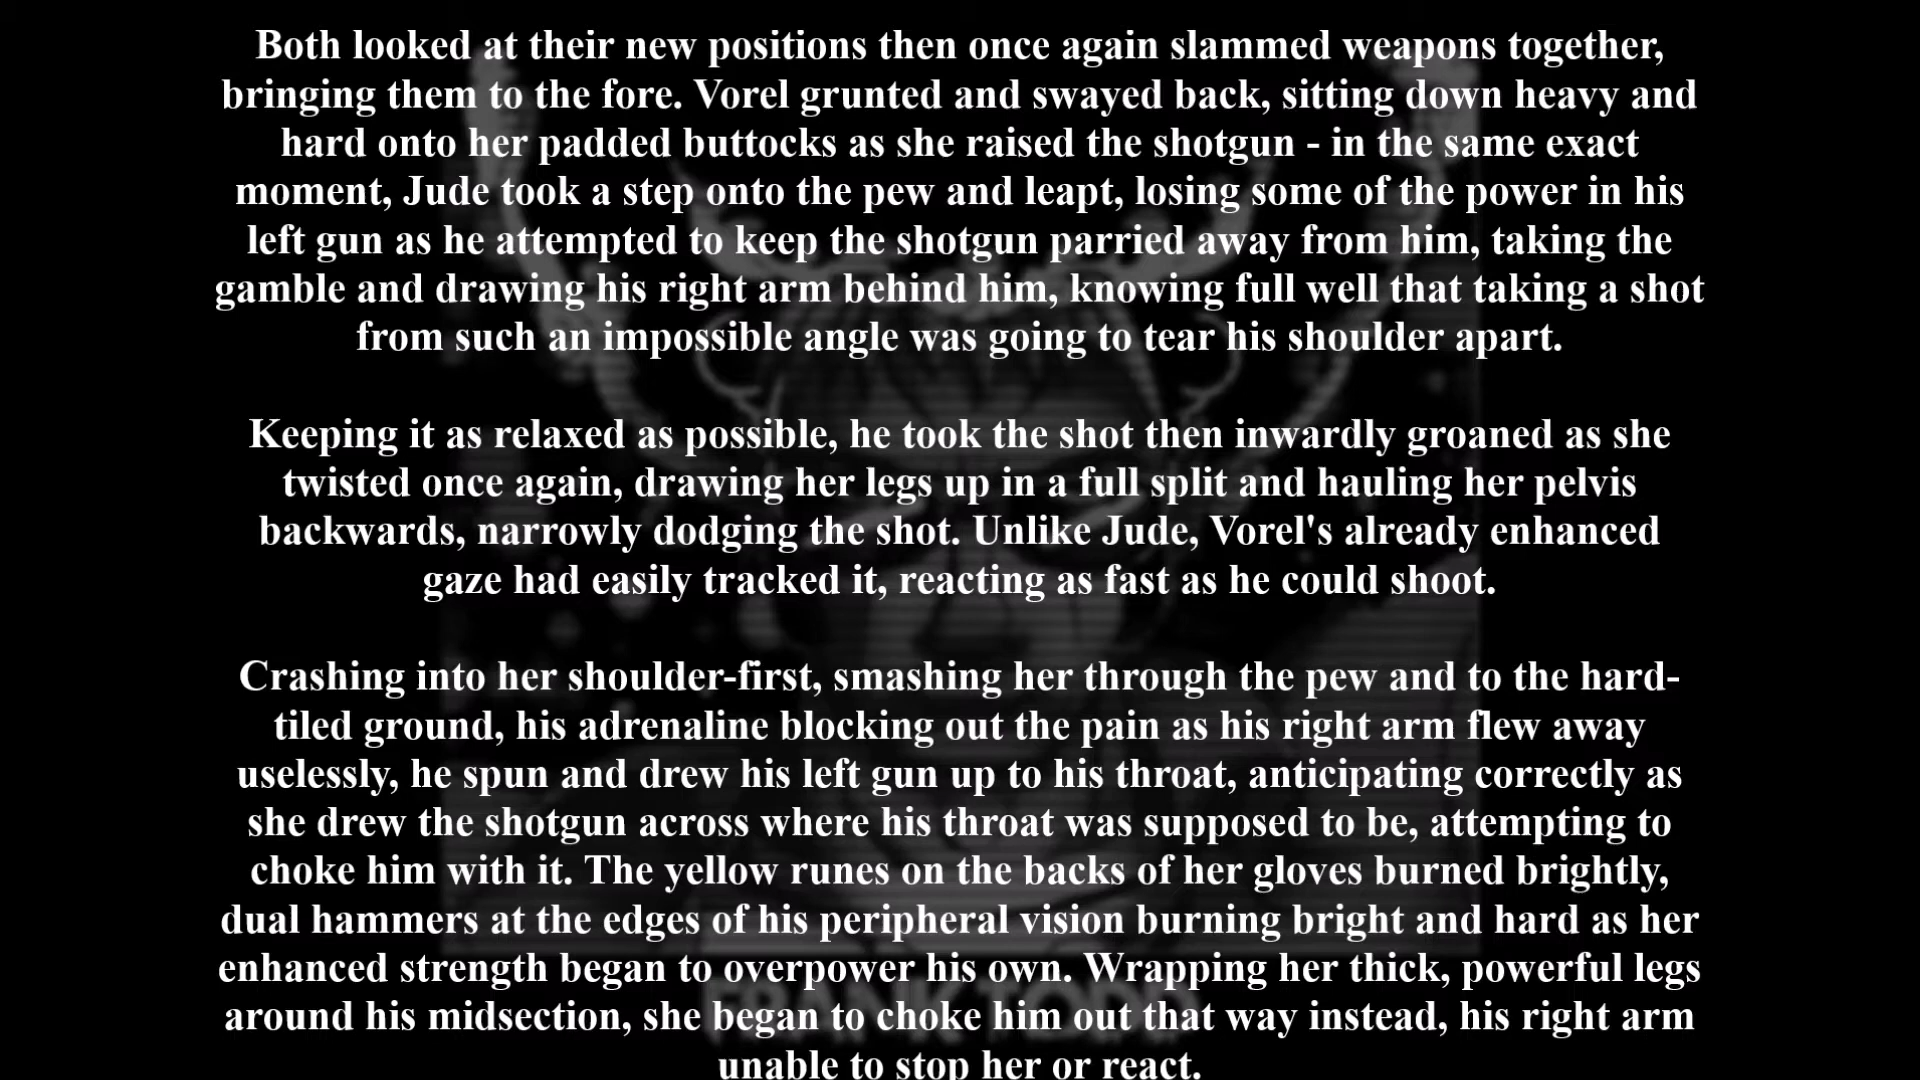 Both looked at their new positions then once again slammed weapons together,
bringing them to the fore. Vorel grunted and swayed back, sitting down heavy and
hard onto her padded buttocks as she raised the shotgun - in the same exact
moment, Jude took a step onto the pew and leapt, losing some of the power in his
left gun as he attempted to keep the shotgun parried away from him, taking the
gamble and drawing his right arm behind him, knowing full well that taking a shot
from such an impossible angle was going to tear his shoulder apart.
Keeping it as relaxed as possible, he took the shot then inwardly groaned as she
twisted once again, drawing her legs up in a full split and hauling her pelvis
backwards, narrowly dodging the shot. Unlike Jude, Vorel's already enhanced
gaze had easily tracked it, reacting as fast as he could shoot.
Crashing into her shoulder-first, smashing her through the pew and to the hard-
tiled ground, his adrenaline blocking out the pain as his right arm flew away
uselessly, he spun and drew his left gun up to his throat, anticipating correctly as
she drew the shotgun across where his throat was supposed to be, attempting to
choke him with it. The yellow runes on the backs of her gloves burned brightly,
dual hammers at the edges of his peripheral vision burning bright and hard as her
enhanced strength began to overpower his own. Wrapping her thick, powerful legs
around his midsection, she began to choke him out that way instead, his right arm
unable to stop her or react.